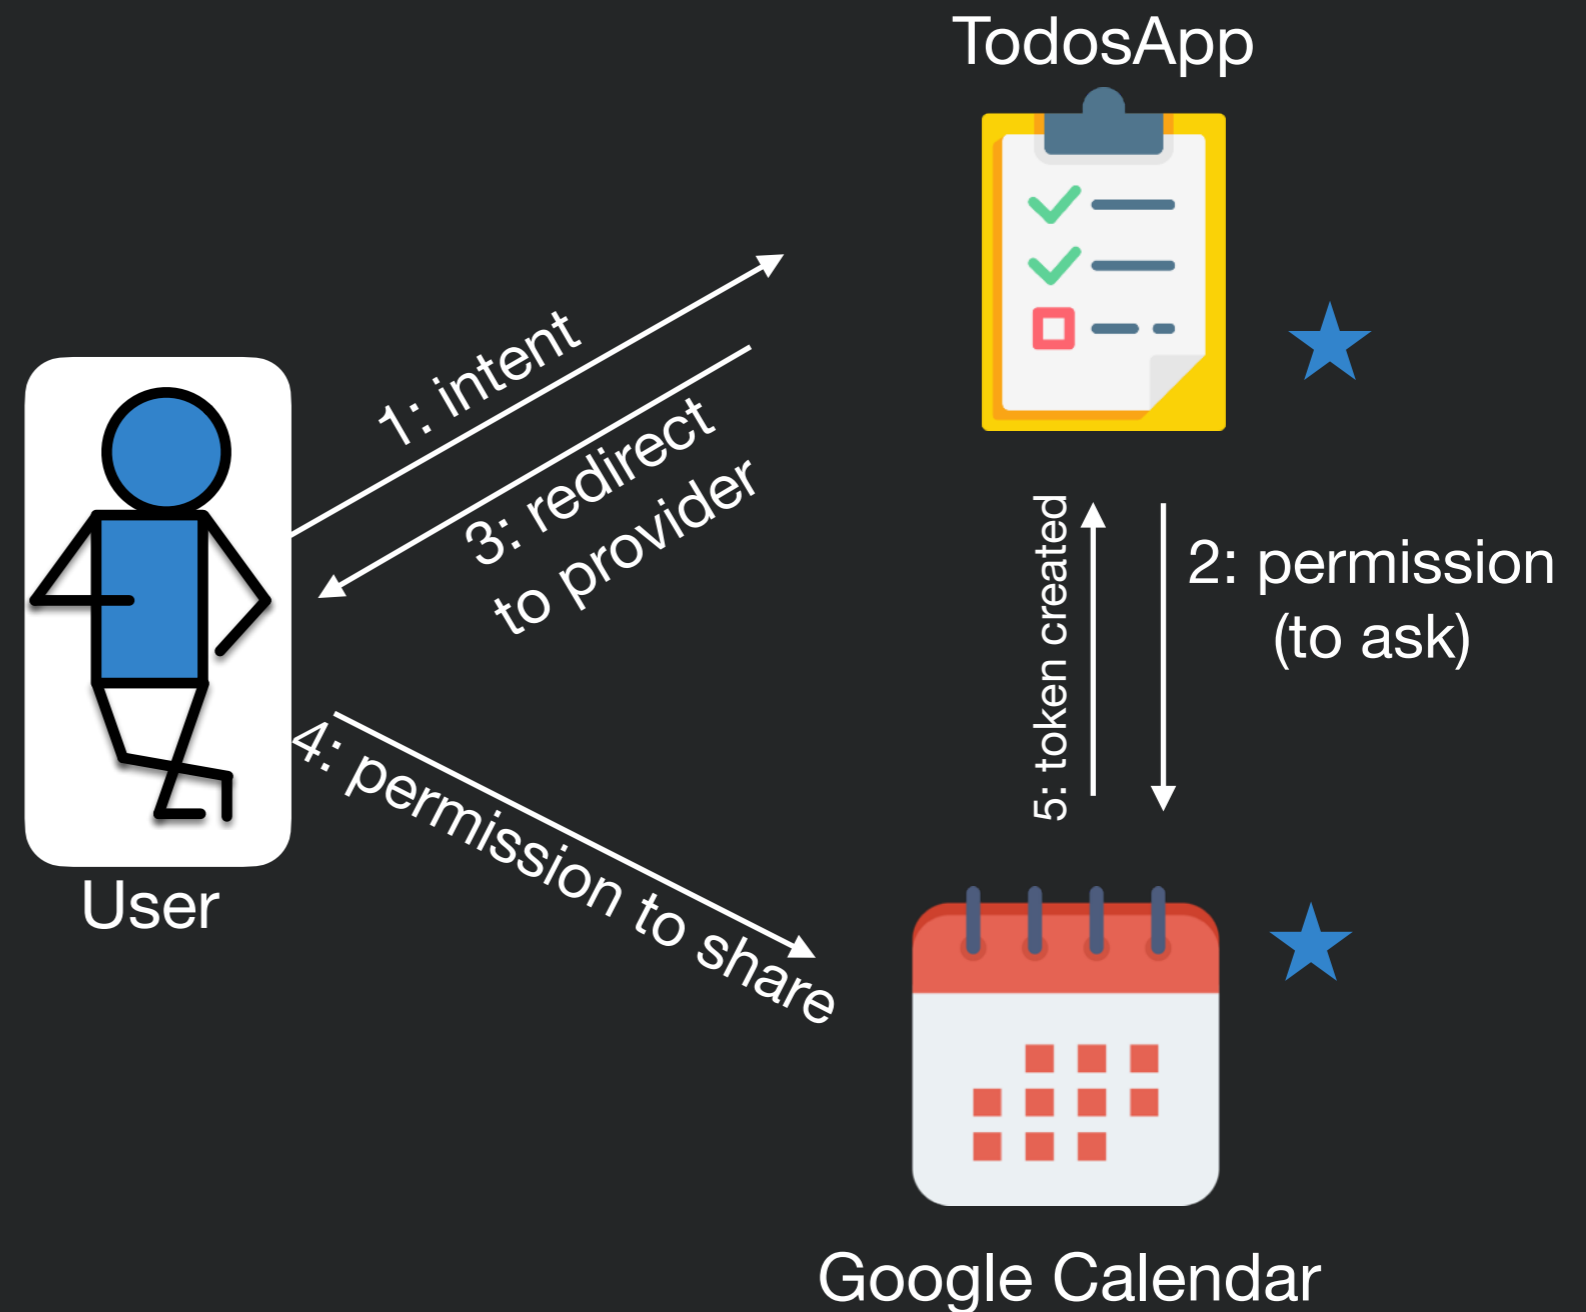 TodosApp
1: intent
3: redirect
to provider
5: token created
2: permission
(to ask)
4: permission to share
User
Google Calendar